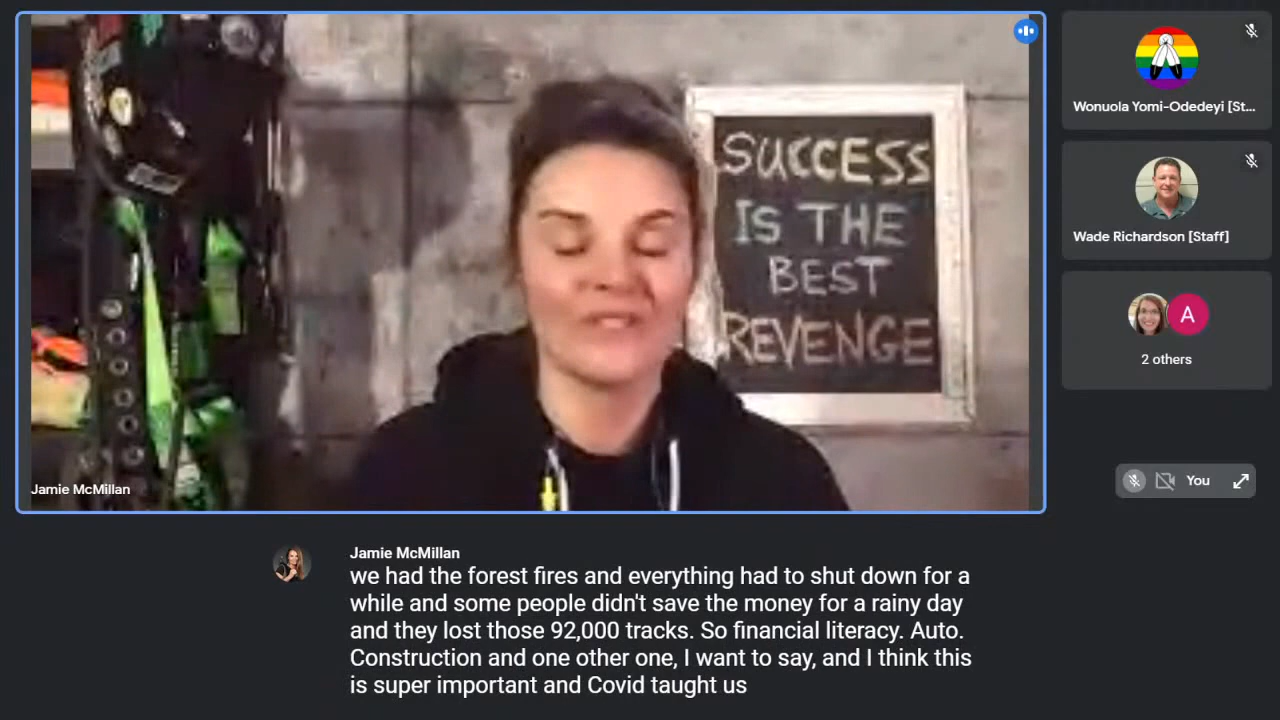 SUCCESS
IS THE
BEST
REVENGE
Jamie McMillan
Wonuola Yomi-Odedeyi [St...
Wade Richardson [Staff]
A
2 others
You
Jamie McMillan
we had the forest fires and everything had to shut down for a
while and some people didn't save the money for a rainy day
and they lost those 92,000 tracks. So financial literacy. Auto.
Construction and one other one, I want to say, and I think this
is super important and Covid taught us